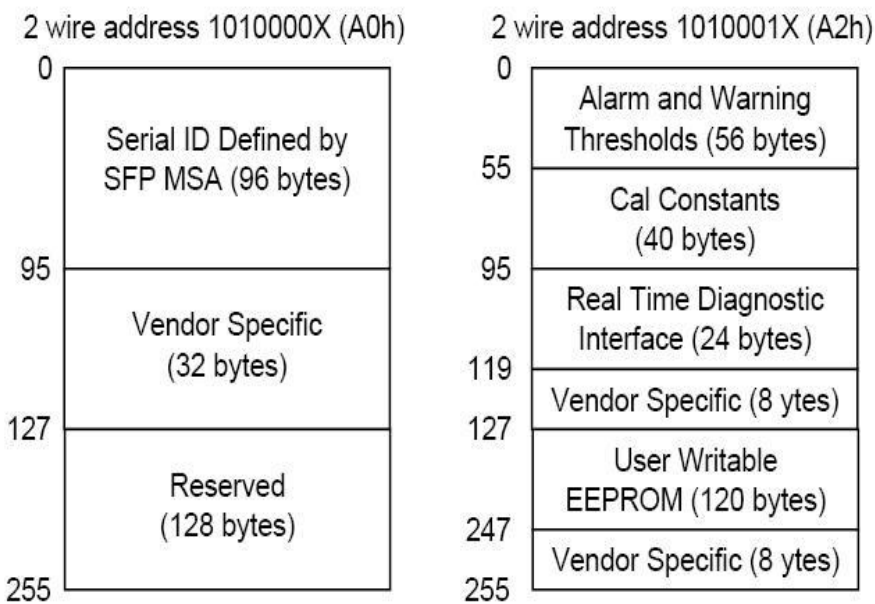 2 wire address 1010000X (A0h)
0
Serial ID Defined by
SFP MSA (96 bytes)
95
Vendor Specific
(32 bytes)
127
Reserved
(128 bytes)
255
2 wire address 1010001X (A2h)
0
Alarm and Warning
Thresholds (56 bytes)
55
Cal Constants
(40 bytes)
95
Real Time Diagnostic
Interface (24 bytes)
119
Vendor Specific (8 ytes)
127
User Writable
EEPROM (120 bytes)
247
Vendor Specific (8 ytes)
255